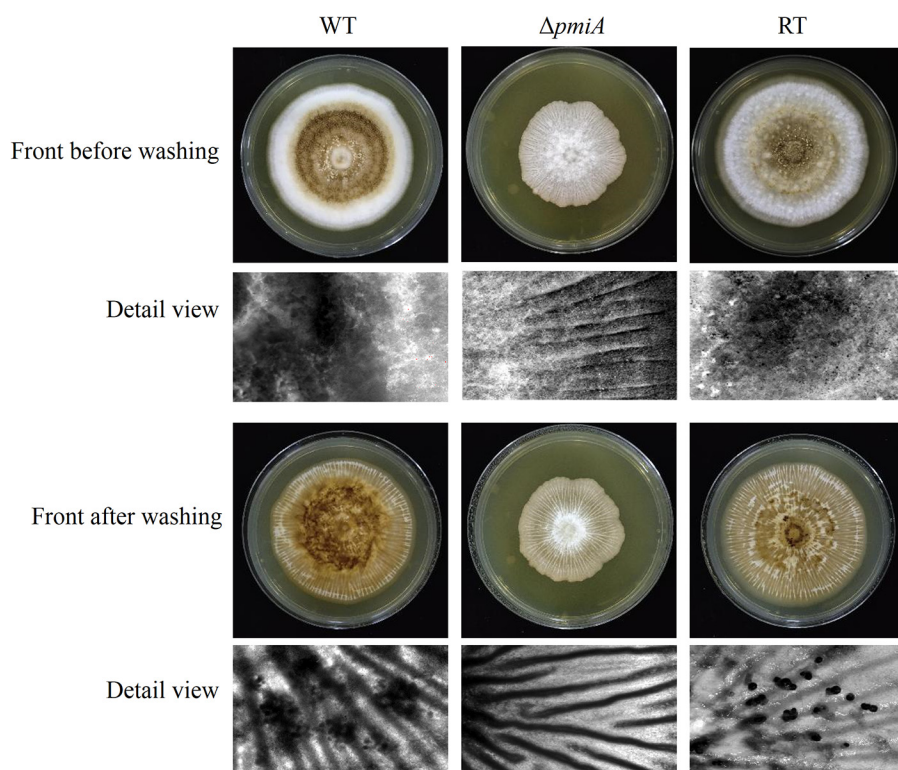 WT
ΔpmiA
RT
Front before washing
Detail view
Front after washing
Detail view